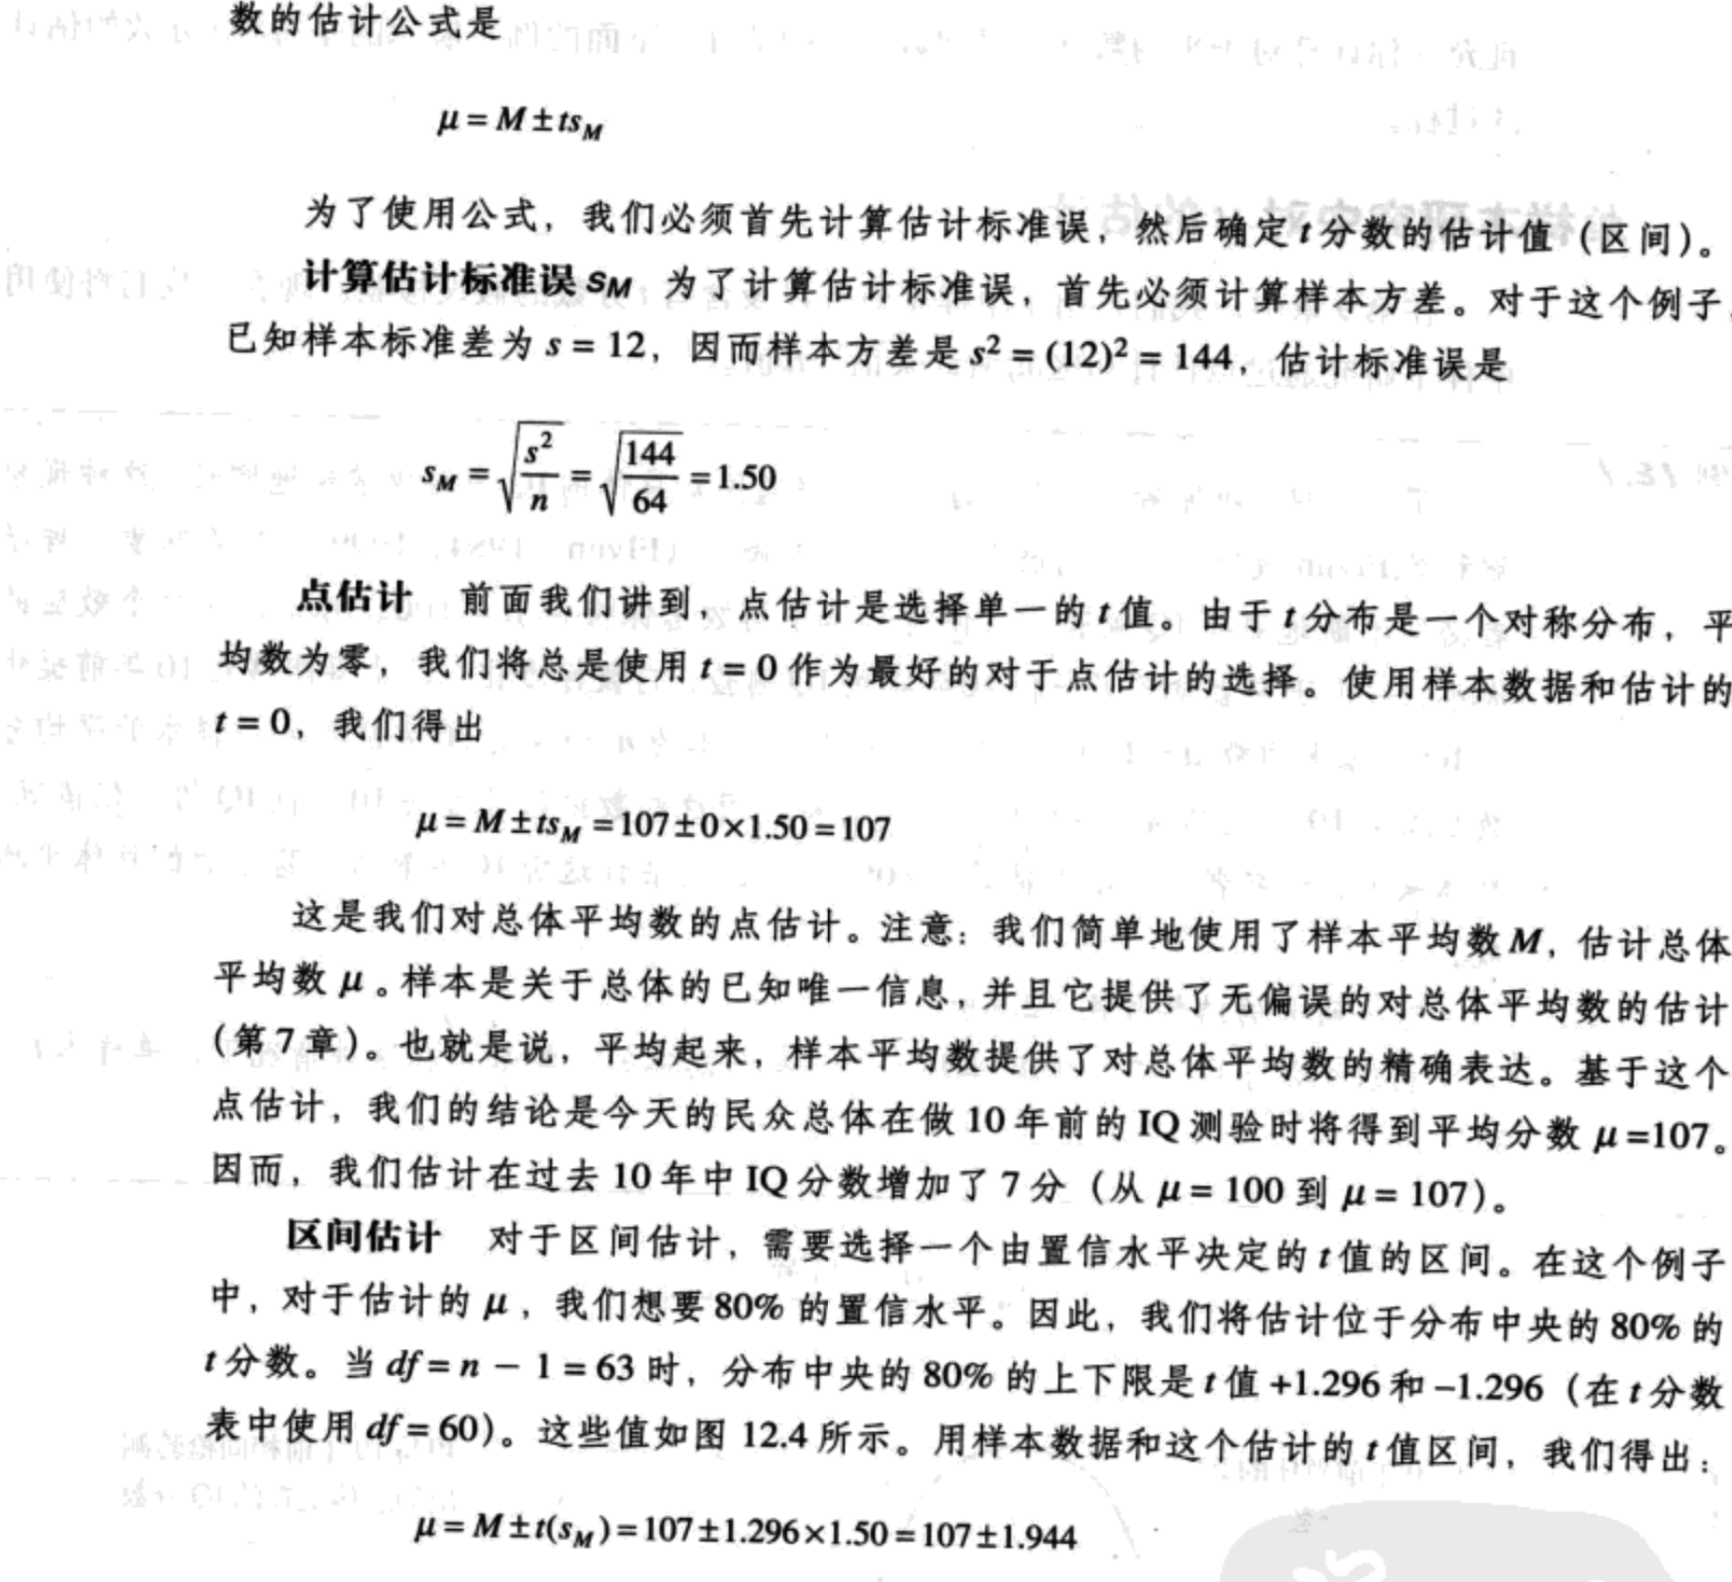 数的估计公式是
μ = M ± ts_M
为了使用公式，我们必须首先计算估计标准误，然后确定t分数的估计值（区间）。
计算估计标准误 s_M 为了计算估计标准误，首先必须计算样本方差。对于这个例子，
已知样本标准差为 s = 12，因而样本方差是 s² = (12)² = 144，估计标准误是
s_M = √(s²/n) = √(144/64) = 1.50
点估计 前面我们讲到，点估计是选择单一的 t 值。由于 t 分布是一个对称分布，平
均数为零，我们将总是使用 t = 0 作为最好的对于点估计的选择。使用样本数据和估计的
t = 0，我们得出
μ = M ± ts_M = 107 ± 0 × 1.50 = 107
这是我们对总体平均数的点估计。注意：我们简单地使用了样本平均数 M，估计总体
平均数 μ。样本是关于总体的已知唯一信息，并且它提供了无偏误的对总体平均数的估计
（第7章）。也就是说，平均起来，样本平均数提供了对总体平均数的精确表达。基于这个
点估计，我们的结论是今天的民众总体在做 10 年前的 IQ 测验时将得到平均分数 μ =107。
因而，我们估计在过去 10 年中 IQ 分数增加了 7 分（从 μ = 100 到 μ = 107）。
区间估计 对于区间估计，需要选择一个由置信水平决定的 t 值的区间。在这个例子
中，对于估计的 μ，我们想要 80% 的置信水平。因此，我们将估计位于分布中央的 80% 的
t 分数。当 df = n − 1 = 63 时，分布中央的 80% 的上下限是 t 值 +1.296 和 −1.296（在 t 分数
表中使用 df = 60）。这些值如图 12.4 所示。用样本数据和这个估计的 t 值区间，我们得出：
μ = M ± t(s_M) = 107 ± 1.296 × 1.50 = 107 ± 1.944